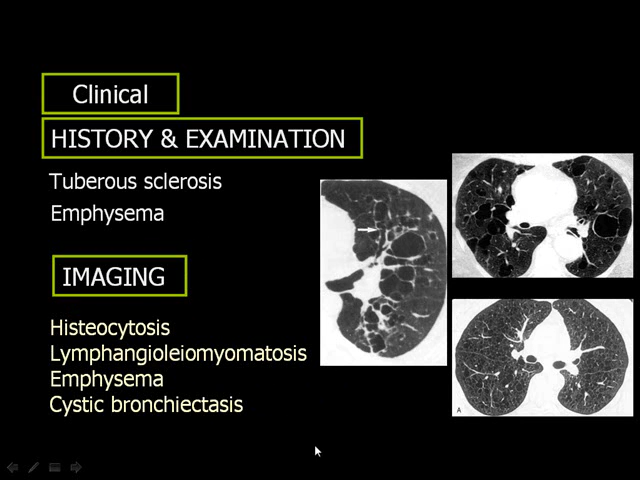 Clinical
HISTORY & EXAMINATION
Tuberous sclerosis
Emphysema
IMAGING
Histeocytosis
Lymphangioleiomyomatosis
Emphysema
Cystic bronchiectasis
A